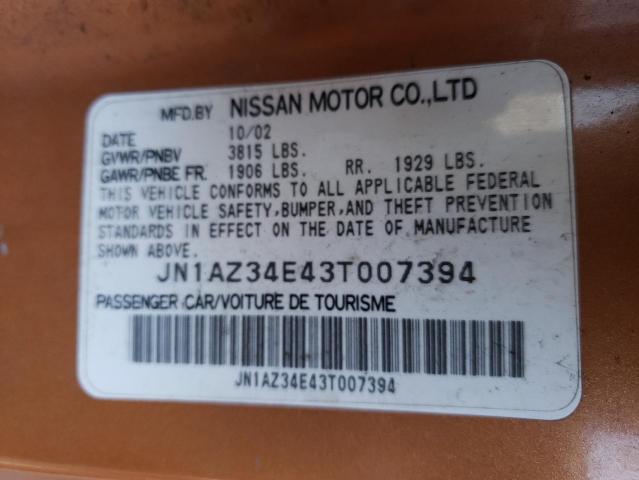 MFD.BY NISSAN MOTOR CO.,LTD
DATE 10/02
GVWR/PNBV 3815 LBS.
GAWR/PNBE FR. 1906 LBS. RR. 1929 LBS.
THIS VEHICLE CONFORMS TO ALL APPLICABLE FEDERAL
MOTOR VEHICLE SAFETY,BUMPER,AND THEFT PREVENTION
STANDARDS IN EFFECT ON THE DATE OF MANUFACTURE
SHOWN ABOVE.
JN1AZ34E43T007394
PASSENGER CAR/VOITURE DE TOURISME
JN1AZ34E43T007394